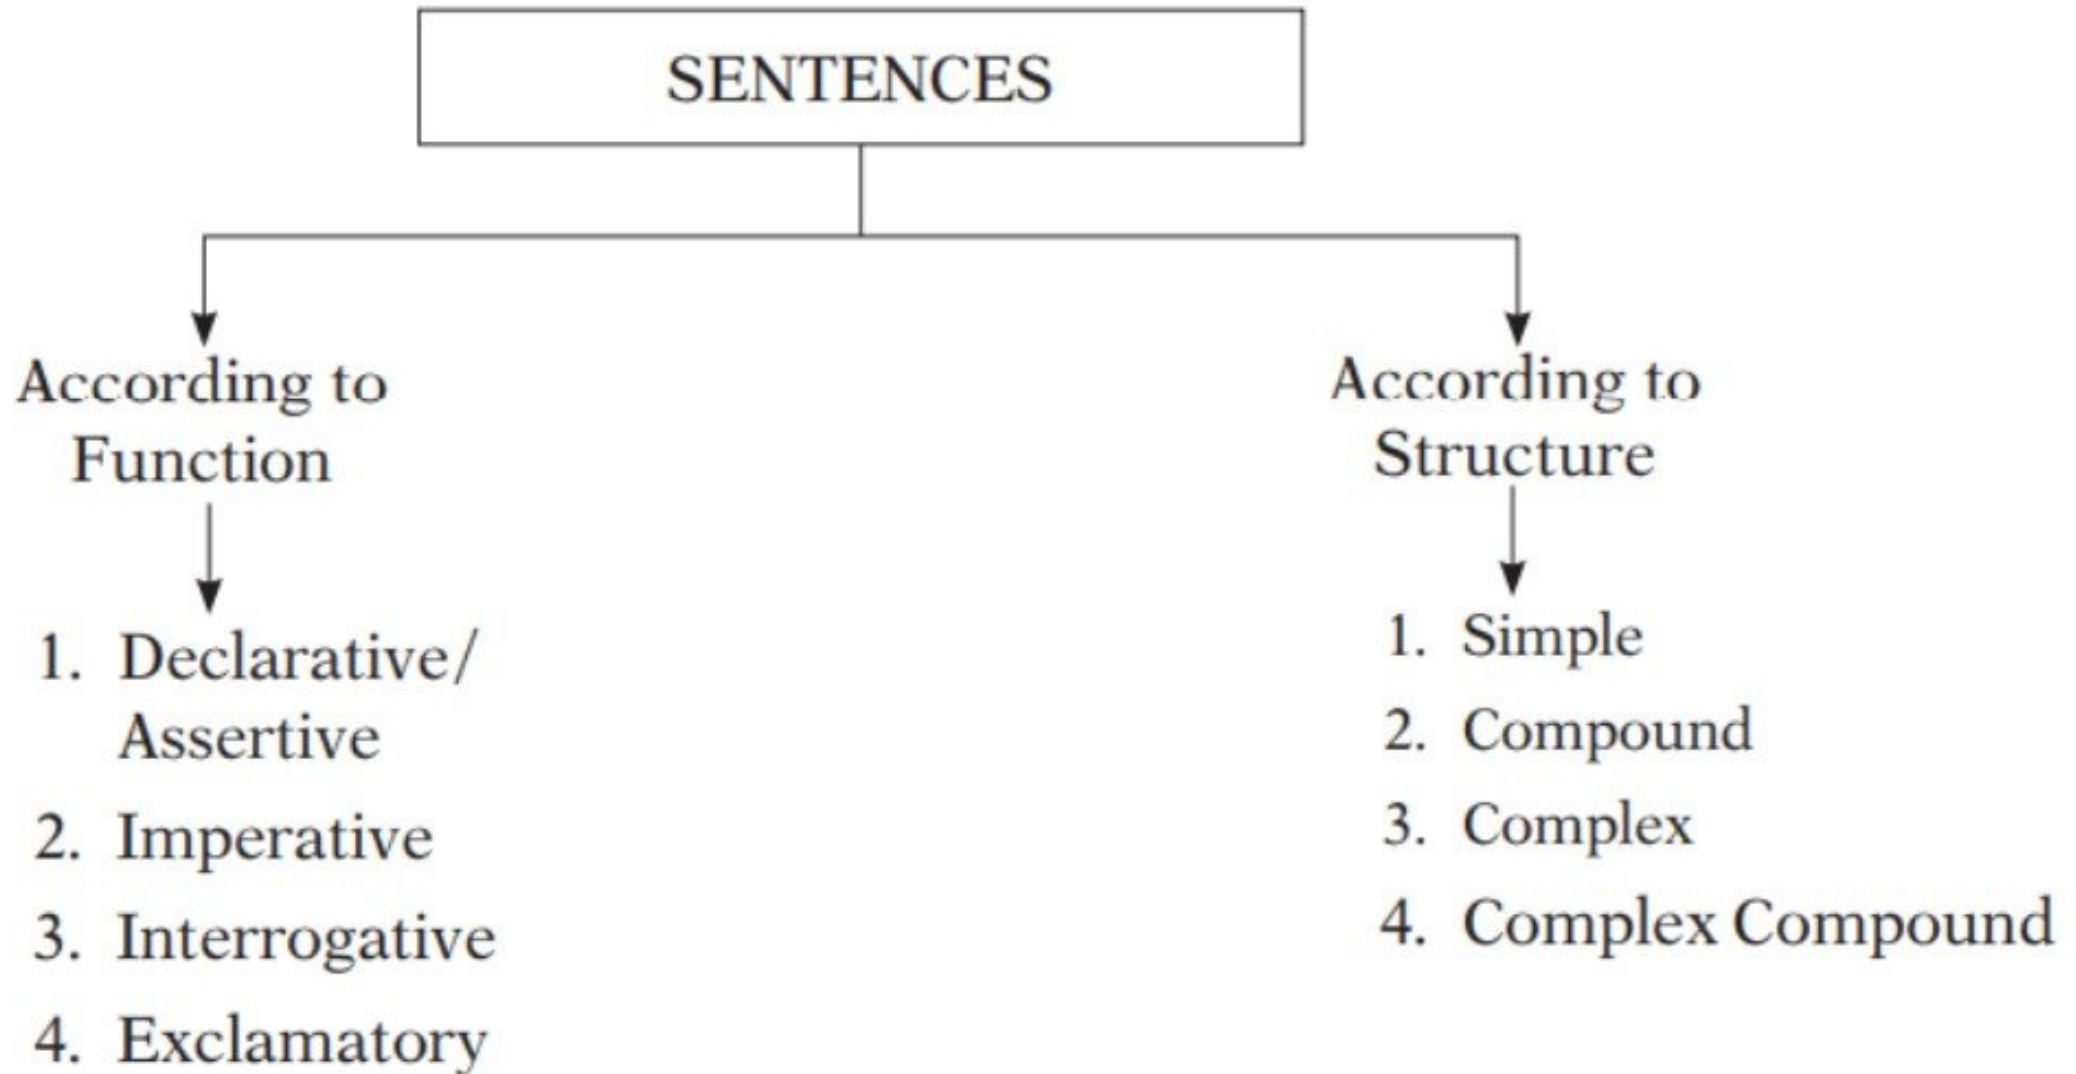 SENTENCES
According to
Function
1. Declarative/
Assertive
2. Imperative
3. Interrogative
4. Exclamatory
According to
Structure
1. Simple
2. Compound
3. Complex
4. Complex Compound